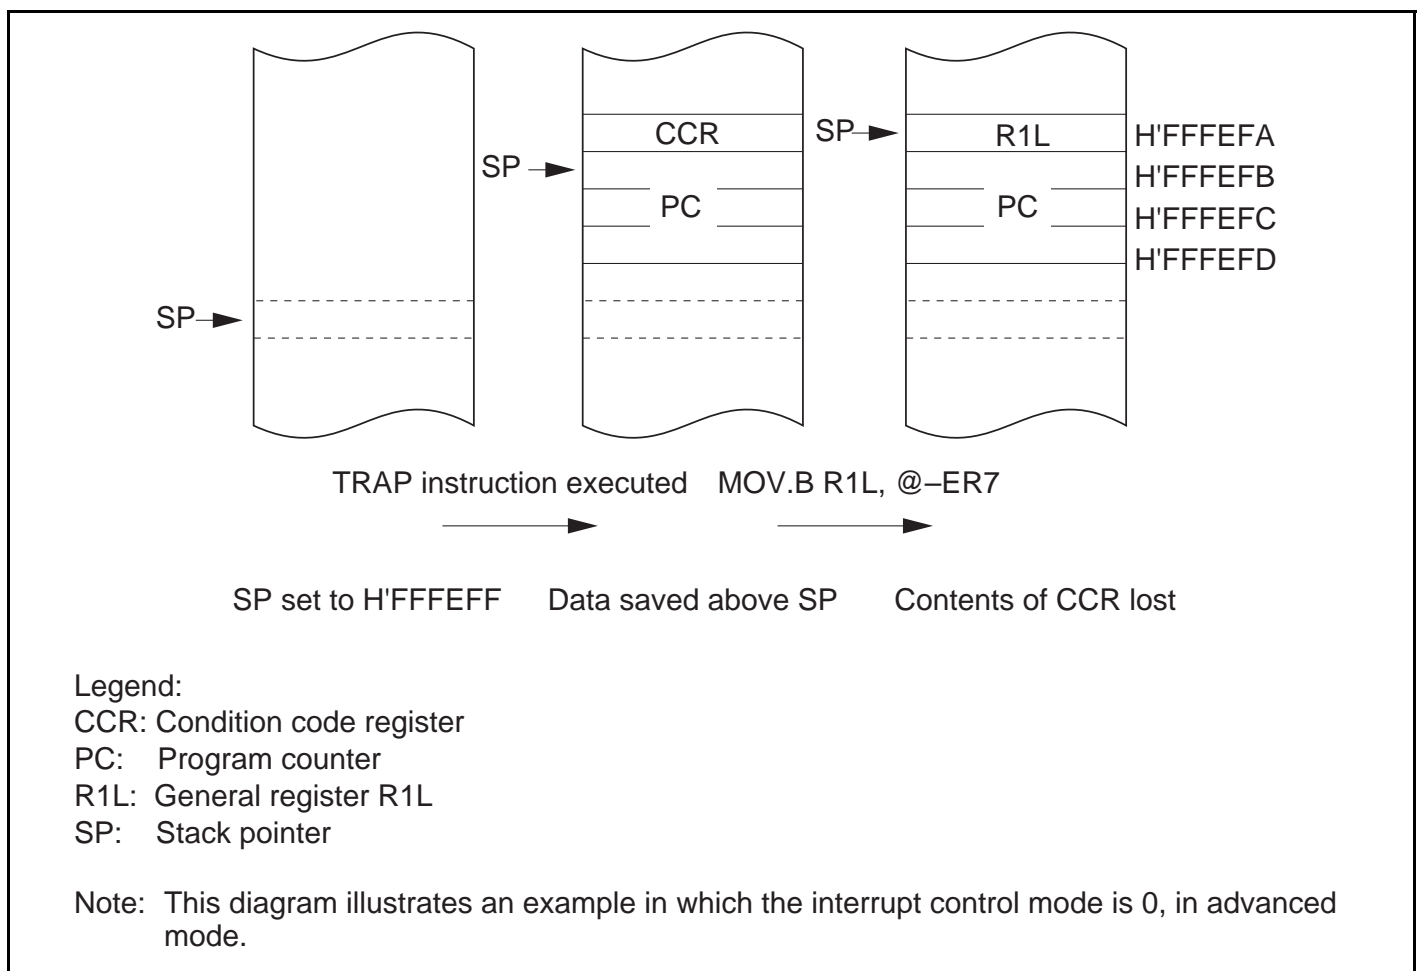 CCR
SP
R1L
H'FFFEFA
SP
H'FFFEFB
PC
PC
H'FFFEFC
H'FFFEFD
SP
TRAP instruction executed
MOV.B R1L, @–ER7
SP set to H'FFFEFF
Data saved above SP
Contents of CCR lost
Legend:
CCR: Condition code register
PC: Program counter
R1L: General register R1L
SP: Stack pointer
Note: This diagram illustrates an example in which the interrupt control mode is 0, in advanced
mode.